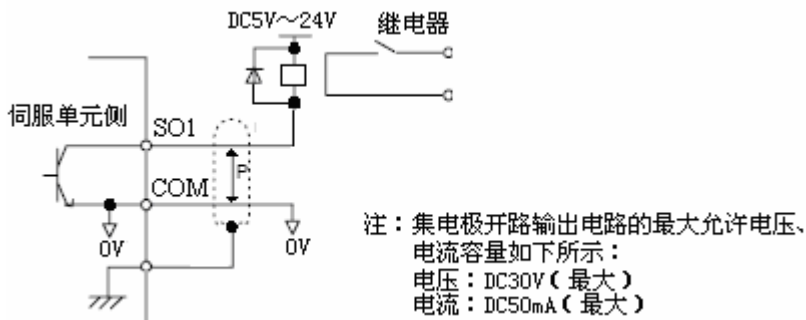 DC5V～24V
继电器
伺服单元侧
SO1
P
COM
0V
0V
注：集电极开路输出电路的最大允许电压、
电流容量如下所示：
电压：DC30V（最大）
电流：DC50mA（最大）